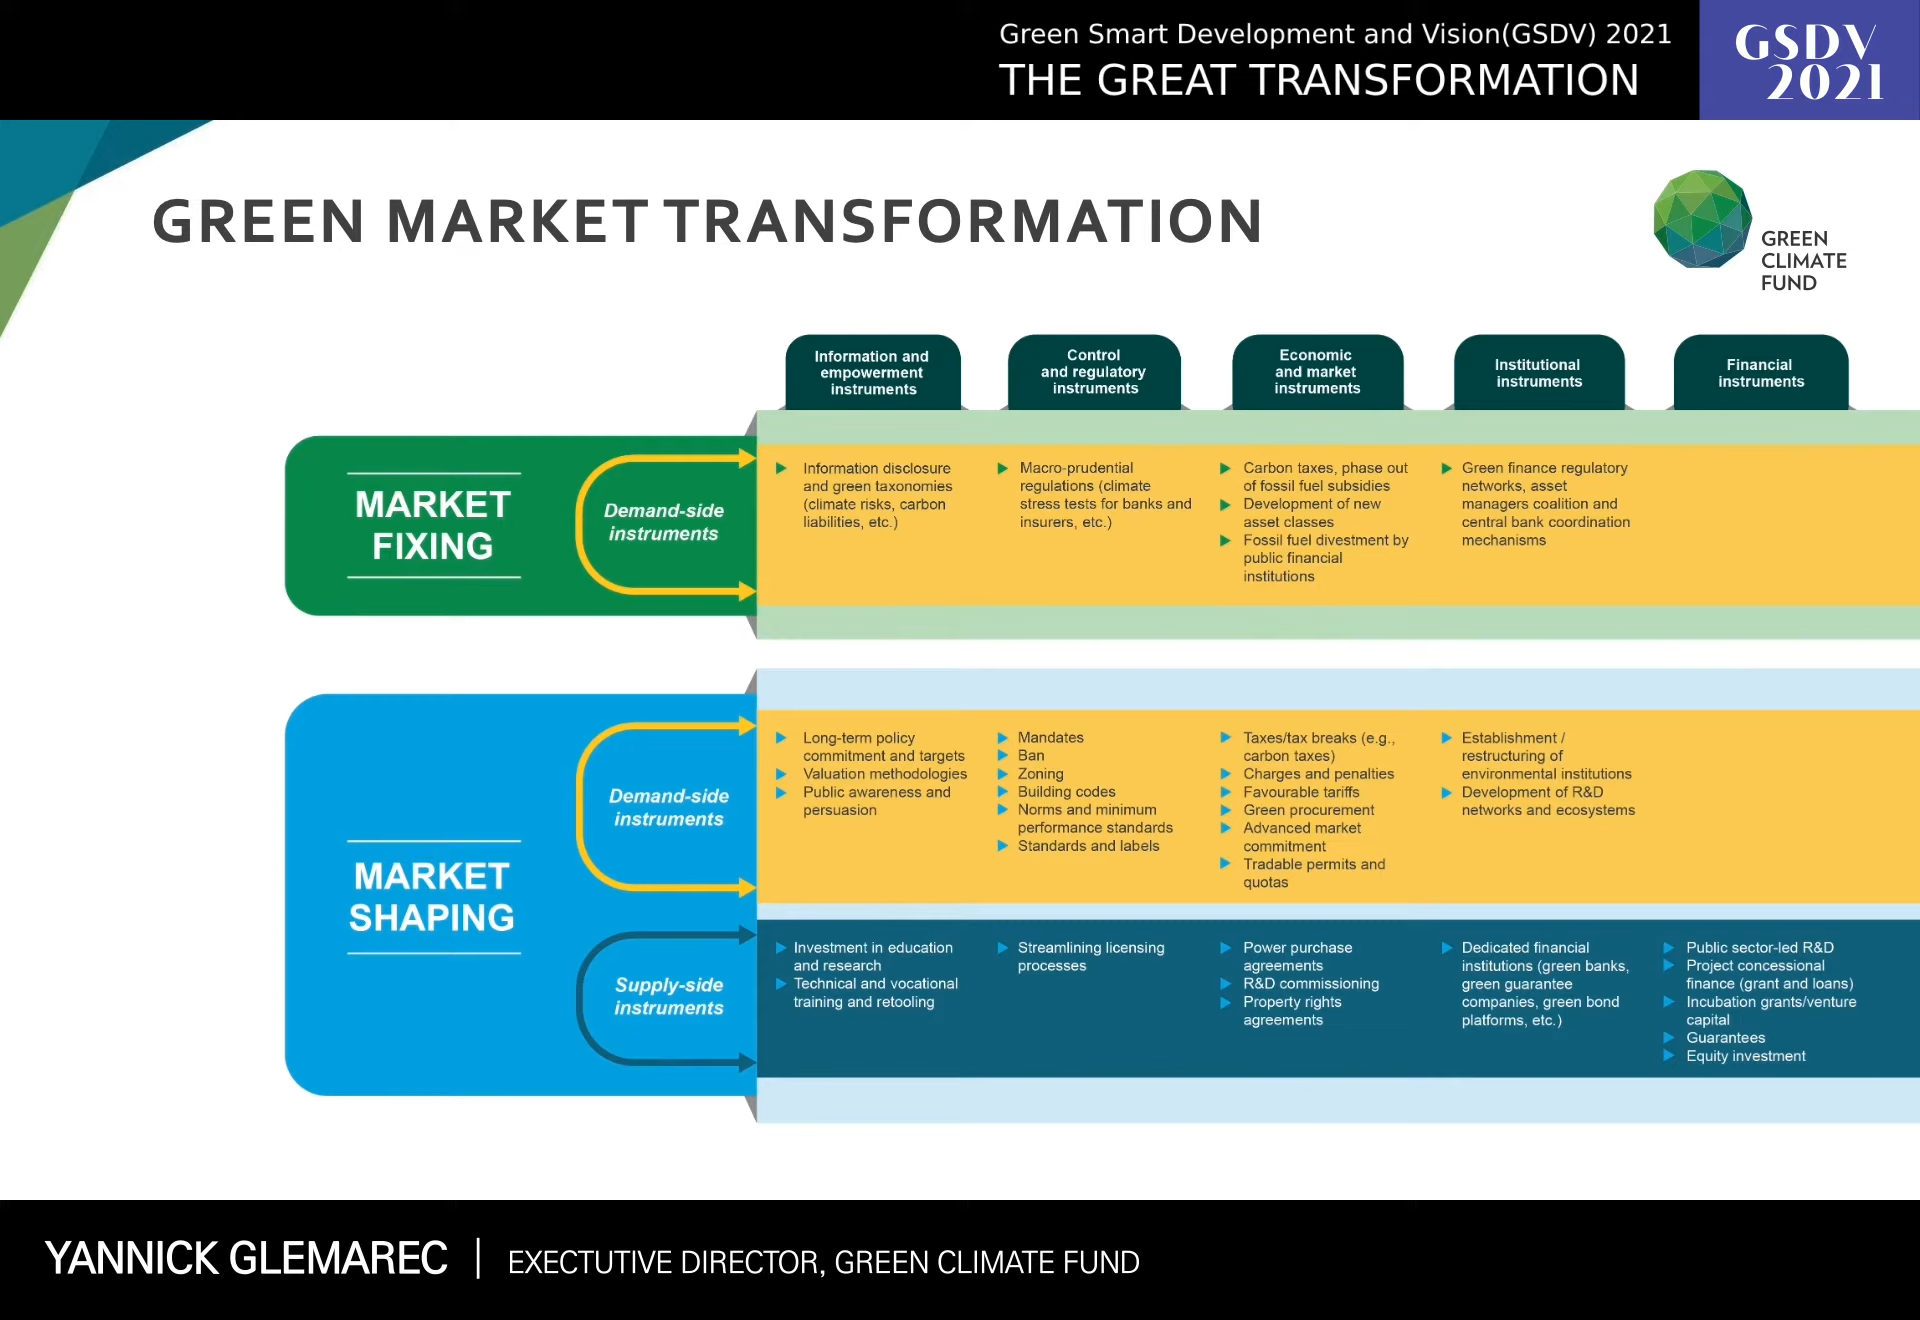 Green Smart Development and Vision(GSDV) 2021
THE GREAT TRANSFORMATION
GSDV
2021
GREEN MARKET TRANSFORMATION
GREEN
CLIMATE
FUND
Information and
empowerment
instruments
Control
and regulatory
instruments
Economic
and market
instruments
Institutional
instruments
Financial
instruments
MARKET
FIXING
Demand-side
instruments
Information disclosure
and green taxonomies
(climate risks, carbon
liabilities, etc.)
Macro-prudential
regulations (climate
stress tests for banks and
insurers, etc.)
Carbon taxes, phase out
of fossil fuel subsidies
Development of new
asset classes
Fossil fuel divestment by
public financial
institutions
Green finance regulatory
networks, asset
managers coalition and
central bank coordination
mechanisms
MARKET
SHAPING
Demand-side
instruments
Long-term policy
commitment and targets
Valuation methodologies
Public awareness and
persuasion
Mandates
Ban
Zoning
Building codes
Norms and minimum
performance standards
Standards and labels
Taxes/tax breaks (e.g.,
carbon taxes)
Charges and penalties
Favourable tariffs
Green procurement
Advanced market
commitment
Tradable permits and
quotas
Establishment /
restructuring of
environmental institutions
Development of R&D
networks and ecosystems
Supply-side
instruments
Investment in education
and research
Technical and vocational
training and retooling
Streamlining licensing
processes
Power purchase
agreements
R&D commissioning
Property rights
agreements
Dedicated financial
institutions (green banks,
green guarantee
companies, green bond
platforms, etc.)
Public sector-led R&D
Project concessional
finance (grant and loans)
Incubation grants/venture
capital
Guarantees
Equity investment
YANNICK GLEMAREC | EXECTUTIVE DIRECTOR, GREEN CLIMATE FUND